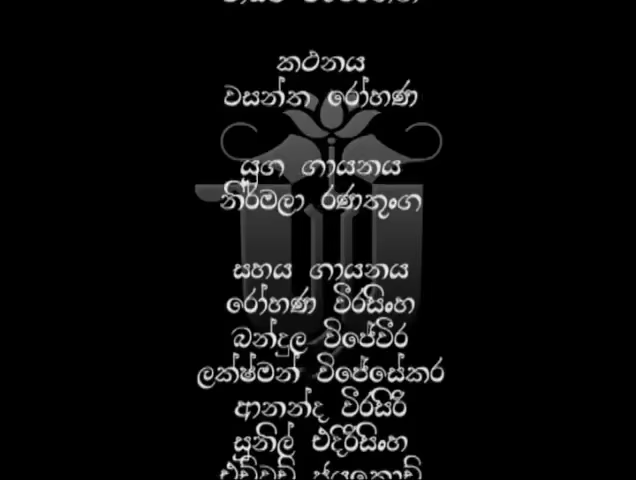 කථනය
වසන්ත රෝහණ
යුග ගායනය
නිර්මලා රණතුංග
සහය ගායනය
රෝහණ වීරසිංහ
බන්දුල විජේවීර
ලක්ෂ්මන් විජේසේකර
ආනන්ද වීරසිරි
සුනිල් එදිරිසිංහ